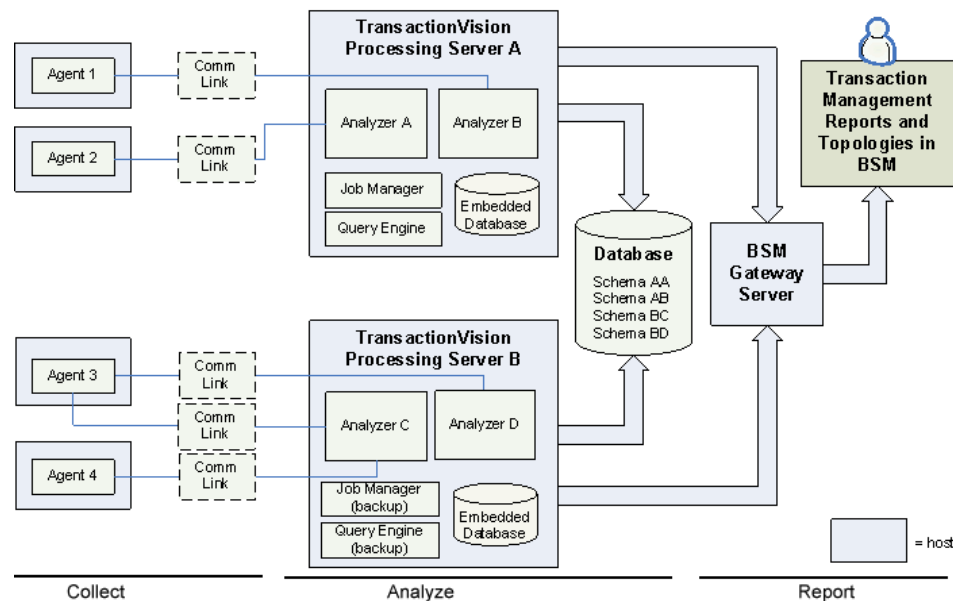 TransactionVision
Processing Server A
Agent 1
Comm
Link
Agent 2
Comm
Link
Analyzer A
Analyzer B
Job Manager
Query Engine
Embedded
Database
Transaction
Management
Reports and
Topologies in
BSM
Database
Schema AA
Schema AB
Schema BC
Schema BD
BSM
Gateway
Server
TransactionVision
Processing Server B
Agent 3
Comm
Link
Comm
Link
Agent 4
Comm
Link
Analyzer C
Analyzer D
Job Manager
(backup)
Query Engine
(backup)
Embedded
Database
= host
Collect
Analyze
Report